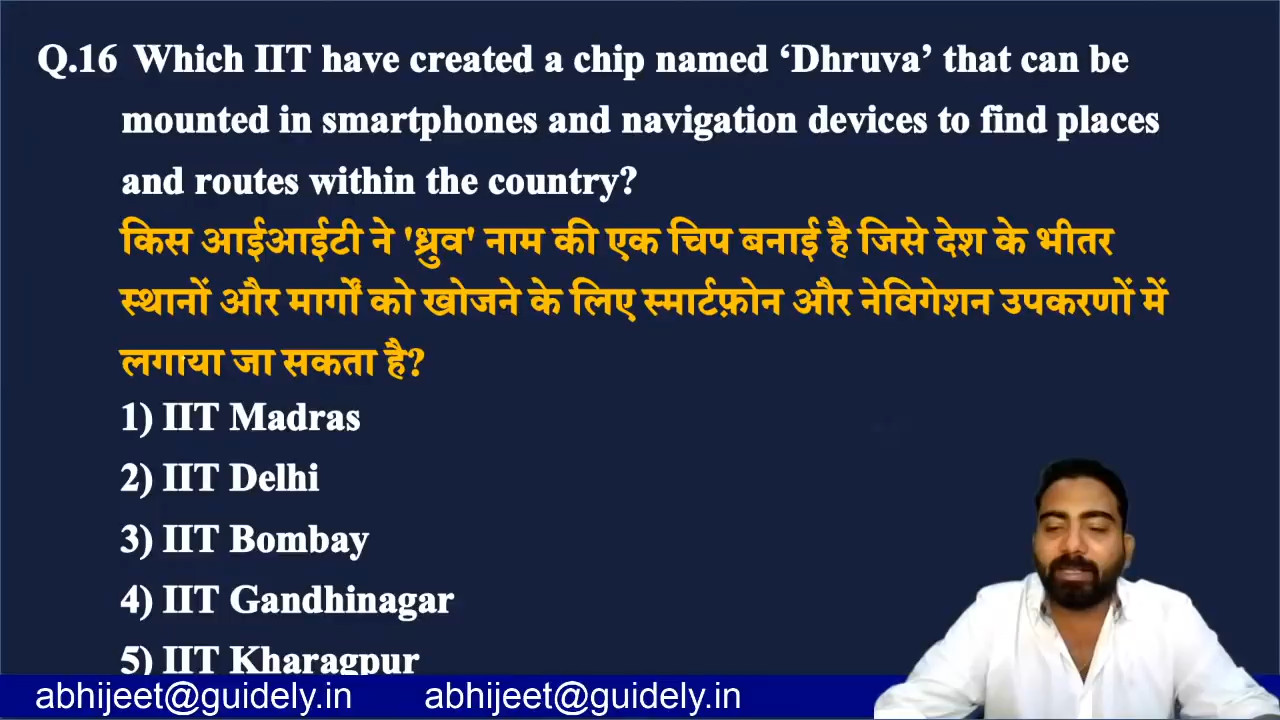 Q.16 Which IIT have created a chip named ‘Dhruva’ that can be
mounted in smartphones and navigation devices to find places
and routes within the country?
किस आईआईटी ने 'ध्रुव' नाम की एक चिप बनाई है जिसे देश के भीतर
स्थानों और मार्गों को खोजने के लिए स्मार्टफ़ोन और नेविगेशन उपकरणों में
लगाया जा सकता है?
1) IIT Madras
2) IIT Delhi
3) IIT Bombay
4) IIT Gandhinagar
5) IIT Kharagpur
abhijeet@guidely.in abhijeet@guidely.in